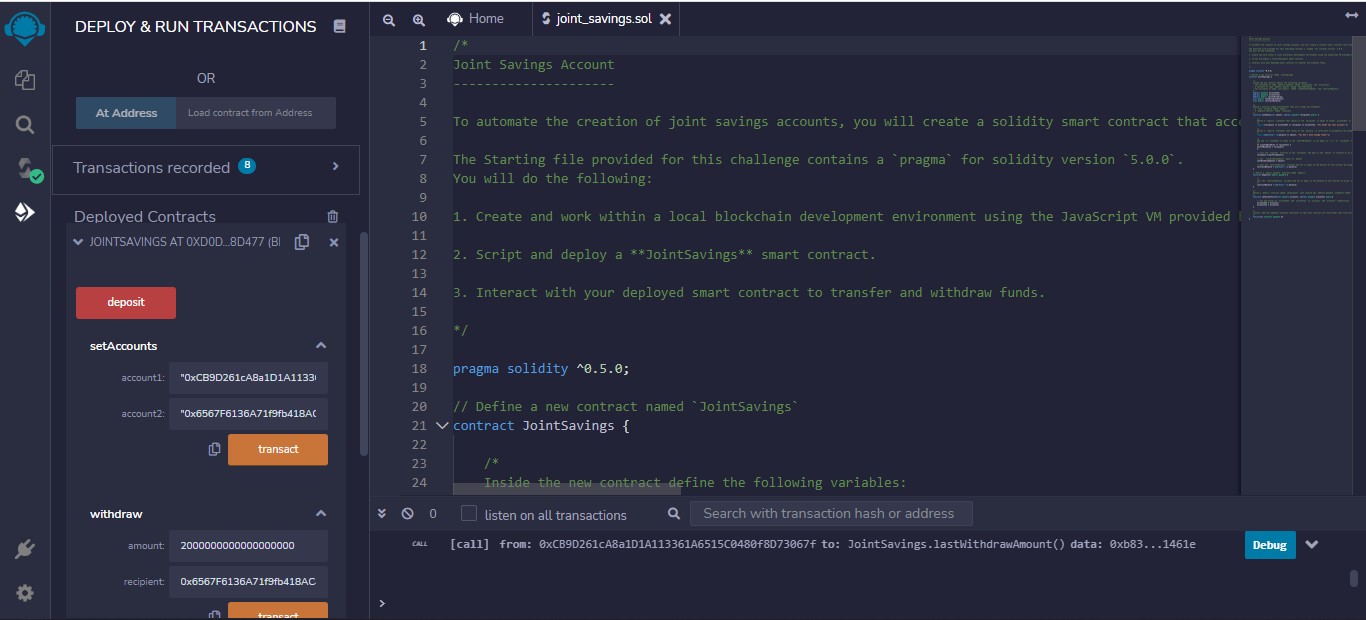 DEPLOY & RUN TRANSACTIONS
OR
At Address Load contract from Address
Transactions recorded 8
Deployed Contracts
JOINTSAVINGS AT 0XD0D...8D477 (Bl
deposit
setAccounts
account1: "0xCB9D261cA8a1D1A1133
account2: "0x6567F6136A71f9fb418AC
transact
withdraw
amount: 2000000000000000000
recipient: 0x6567F6136A71f9fb418AC
transact
Home joint_savings.sol
1 /*
2 Joint Savings Account
3 ---------------------
4
5 To automate the creation of joint savings accounts, you will create a solidity smart contract that acc
6
7 The Starting file provided for this challenge contains a `pragma` for solidity version `5.0.0`.
8 You will do the following:
9
10 1. Create and work within a local blockchain development environment using the JavaScript VM provided
11
12 2. Script and deploy a **JointSavings** smart contract.
13
14 3. Interact with your deployed smart contract to transfer and withdraw funds.
15
16 */
17
18 pragma solidity ^0.5.0;
19
20 // Define a new contract named `JointSavings`
21 contract JointSavings {
22
23 /*
24 Inside the new contract define the following variables:
0 listen on all transactions Search with transaction hash or address
CALL [call] from: 0xCB9D261cA8a1D1A113361A6515C0480f8D73067f to: JointSavings.lastWithdrawAmount() data: 0xb83...1461e Debug
>